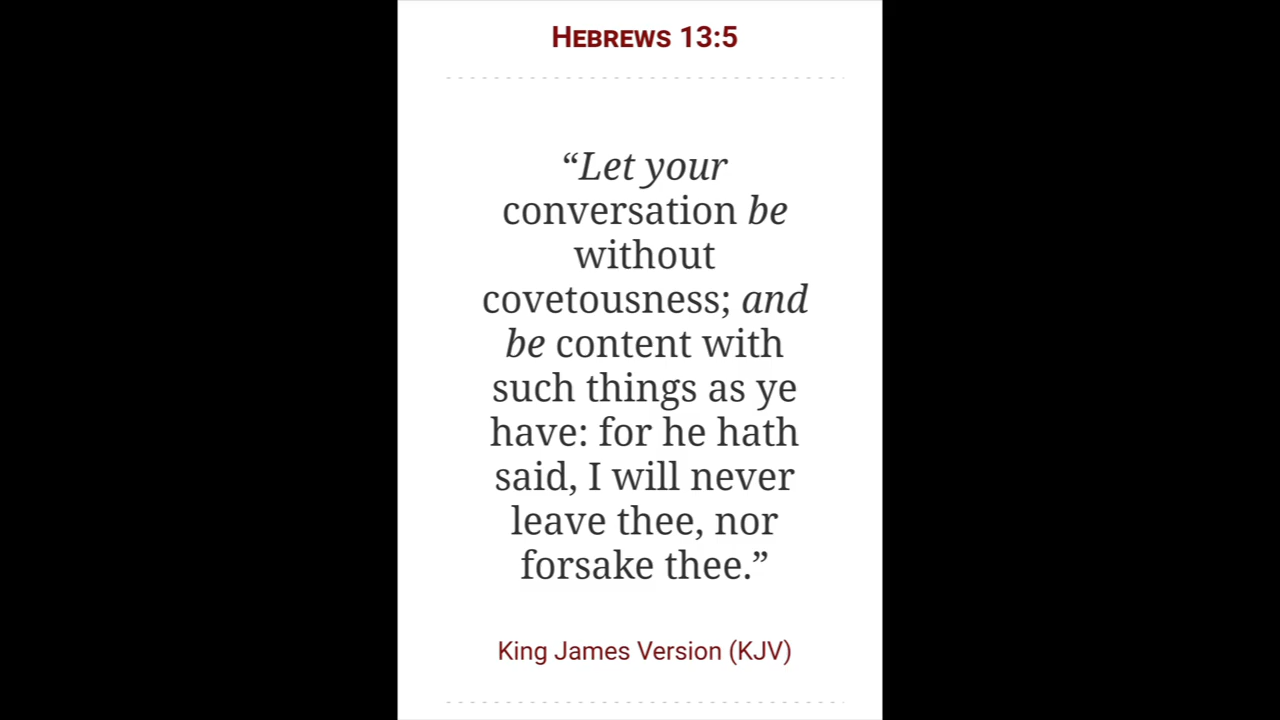 HEBREWS 13:5
“Let your
conversation be
without
covetousness; and
be content with
such things as ye
have: for he hath
said, I will never
leave thee, nor
forsake thee.”
King James Version (KJV)